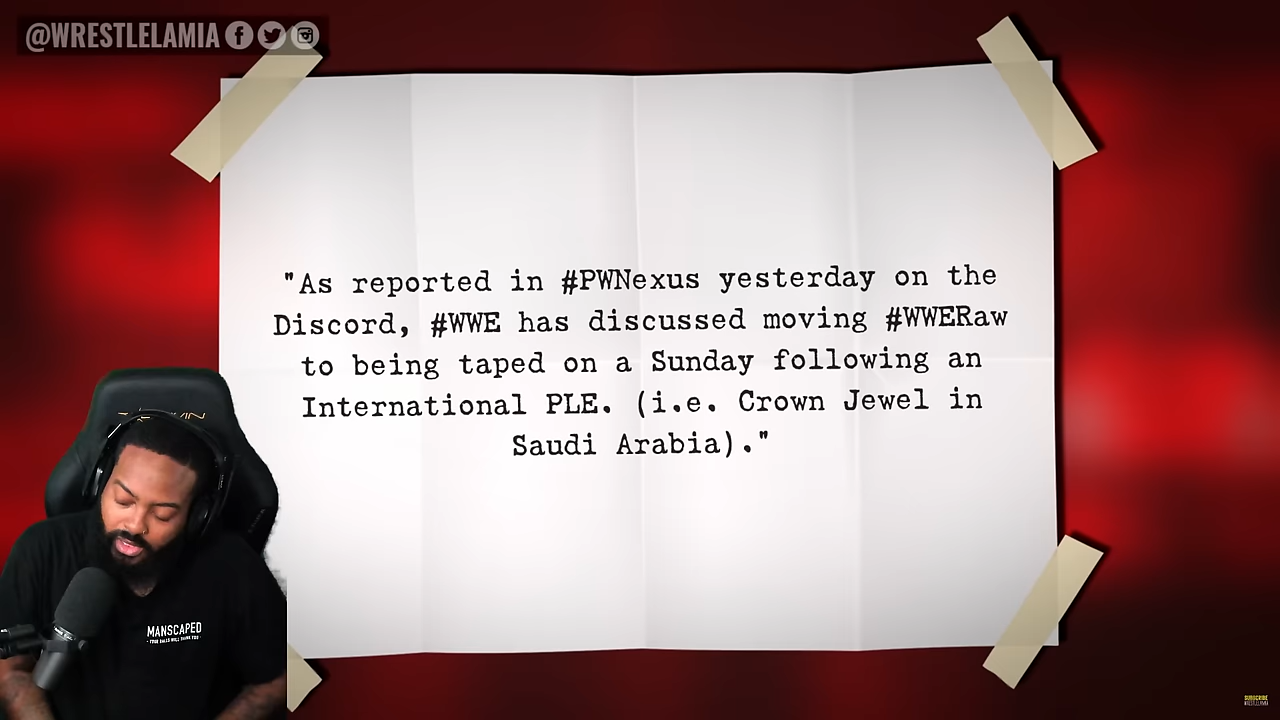 @WRESTLELAMIA
"As reported in #PWNexus yesterday on the
Discord, #WWE has discussed moving #WWERaw
to being taped on a Sunday following an
International PLE. (i.e. Crown Jewel in
Saudi Arabia)."
MANSCAPED
SUBSCRIBE